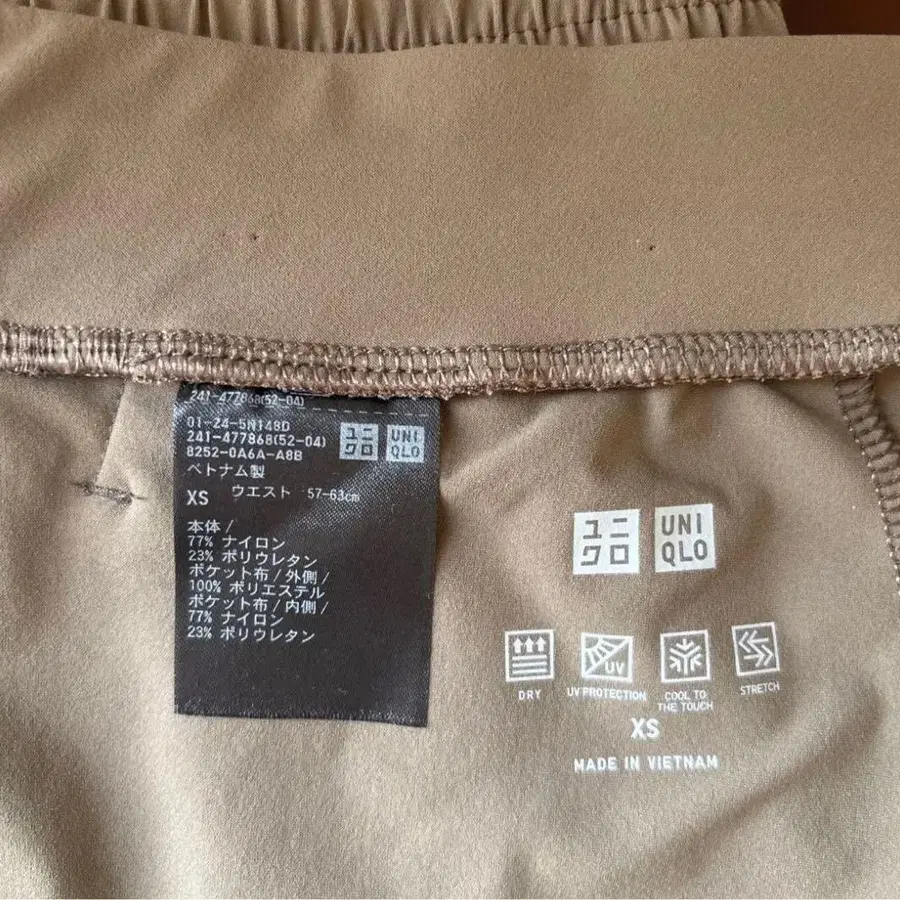 241-477868(52-04)
01-24-5N148D
241-477868(52-04)
8252-0A6A-A8B
ユニ
クロ
UNI
QLO
ベトナム製
XS ウエスト 57-63cm
本体/
77% ナイロン
23% ポリウレタン
ポケット布/外側/
100% ポリエステル
ポケット布/内側/
77% ナイロン
23% ポリウレタン
ユニ
クロ
UNI
QLO
UV
DRY
UV PROTECTION
COOL TO
THE TOUCH
STRETCH
XS
MADE IN VIETNAM